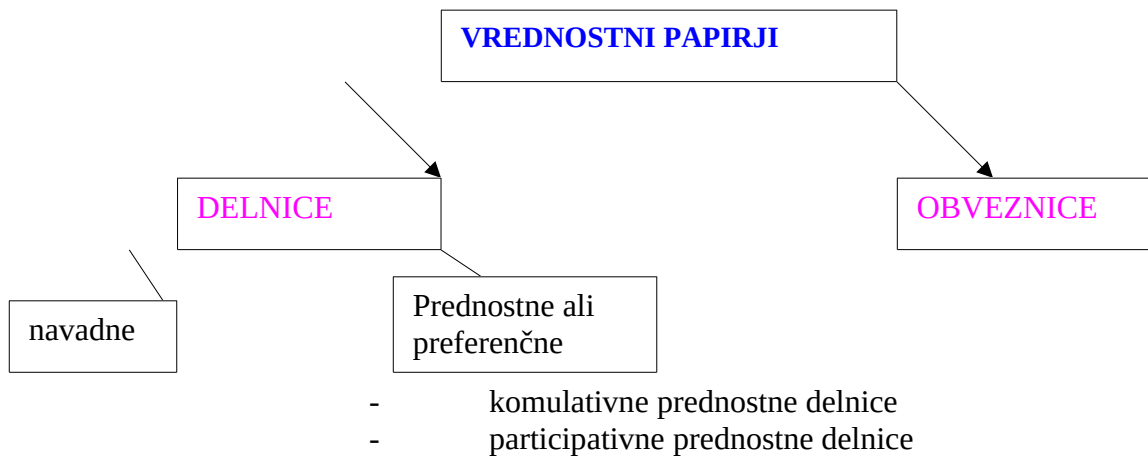 VREDNOSTNI PAPIRJI
DELNICE
OBVEZNICE
navadne
Prednostne ali
preferenčne
- komulativne prednostne delnice
- participativne prednostne delnice